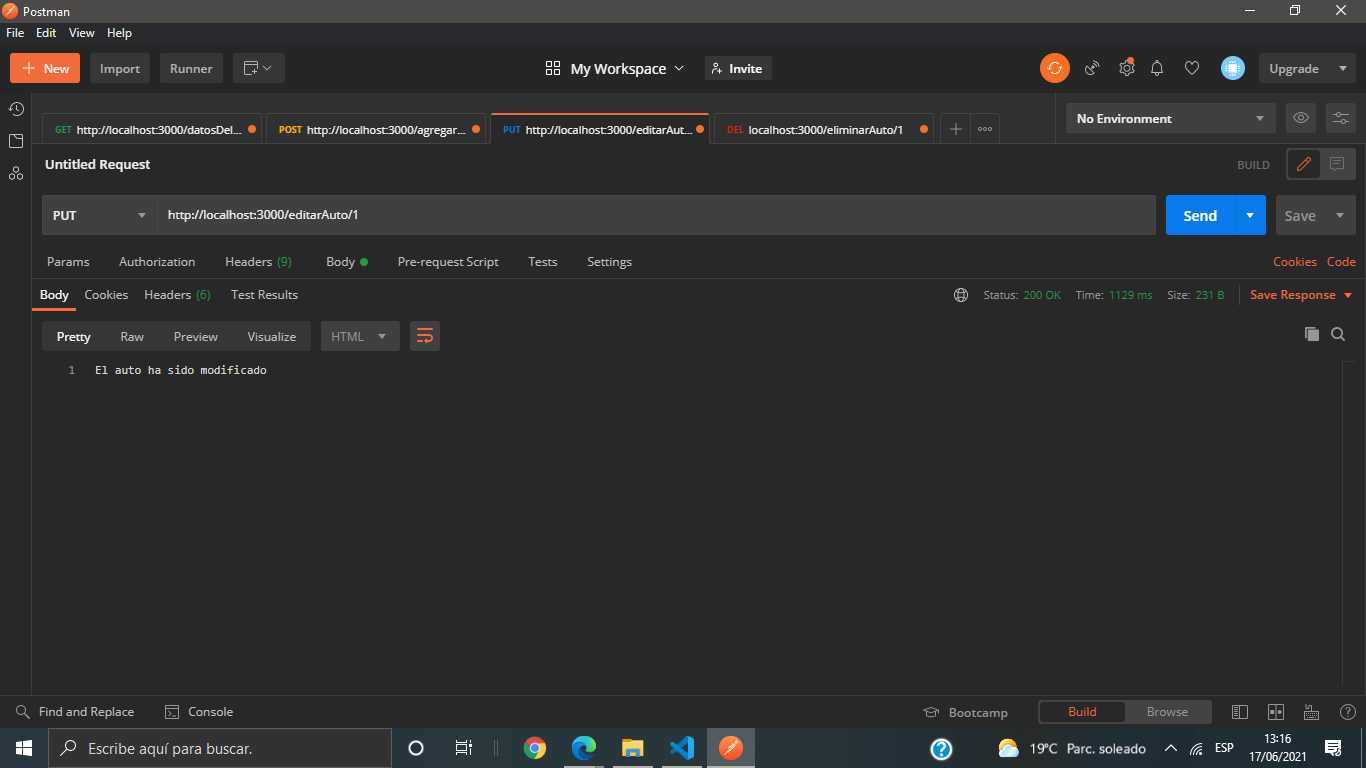 Postman
File Edit View Help
New Import Runner My Workspace Invite Upgrade
GET http://localhost:3000/datosDel... POST http://localhost:3000/agregar... PUT http://localhost:3000/editarAut... DEL localhost:3000/eliminarAuto/1 No Environment
Untitled Request BUILD
PUT http://localhost:3000/editarAuto/1 Send Save
Params Authorization Headers (9) Body Pre-request Script Tests Settings Cookies Code
Body Cookies Headers (6) Test Results Status: 200 OK Time: 1129 ms Size: 231 B Save Response
Pretty Raw Preview Visualize HTML
1 El auto ha sido modificado
Find and Replace Console Bootcamp Build Browse
Escribe aquí para buscar. 19°C Parc. soleado ESP 13:16
17/06/2021